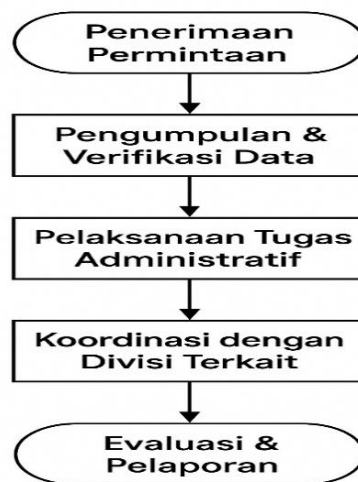 Penerimaan
Permintaan
Pengumpulan &
Verifikasi Data
Pelaksanaan Tugas
Administratif
Koordinasi dengan
Divisi Terkait
Evaluasi &
Pelaporan